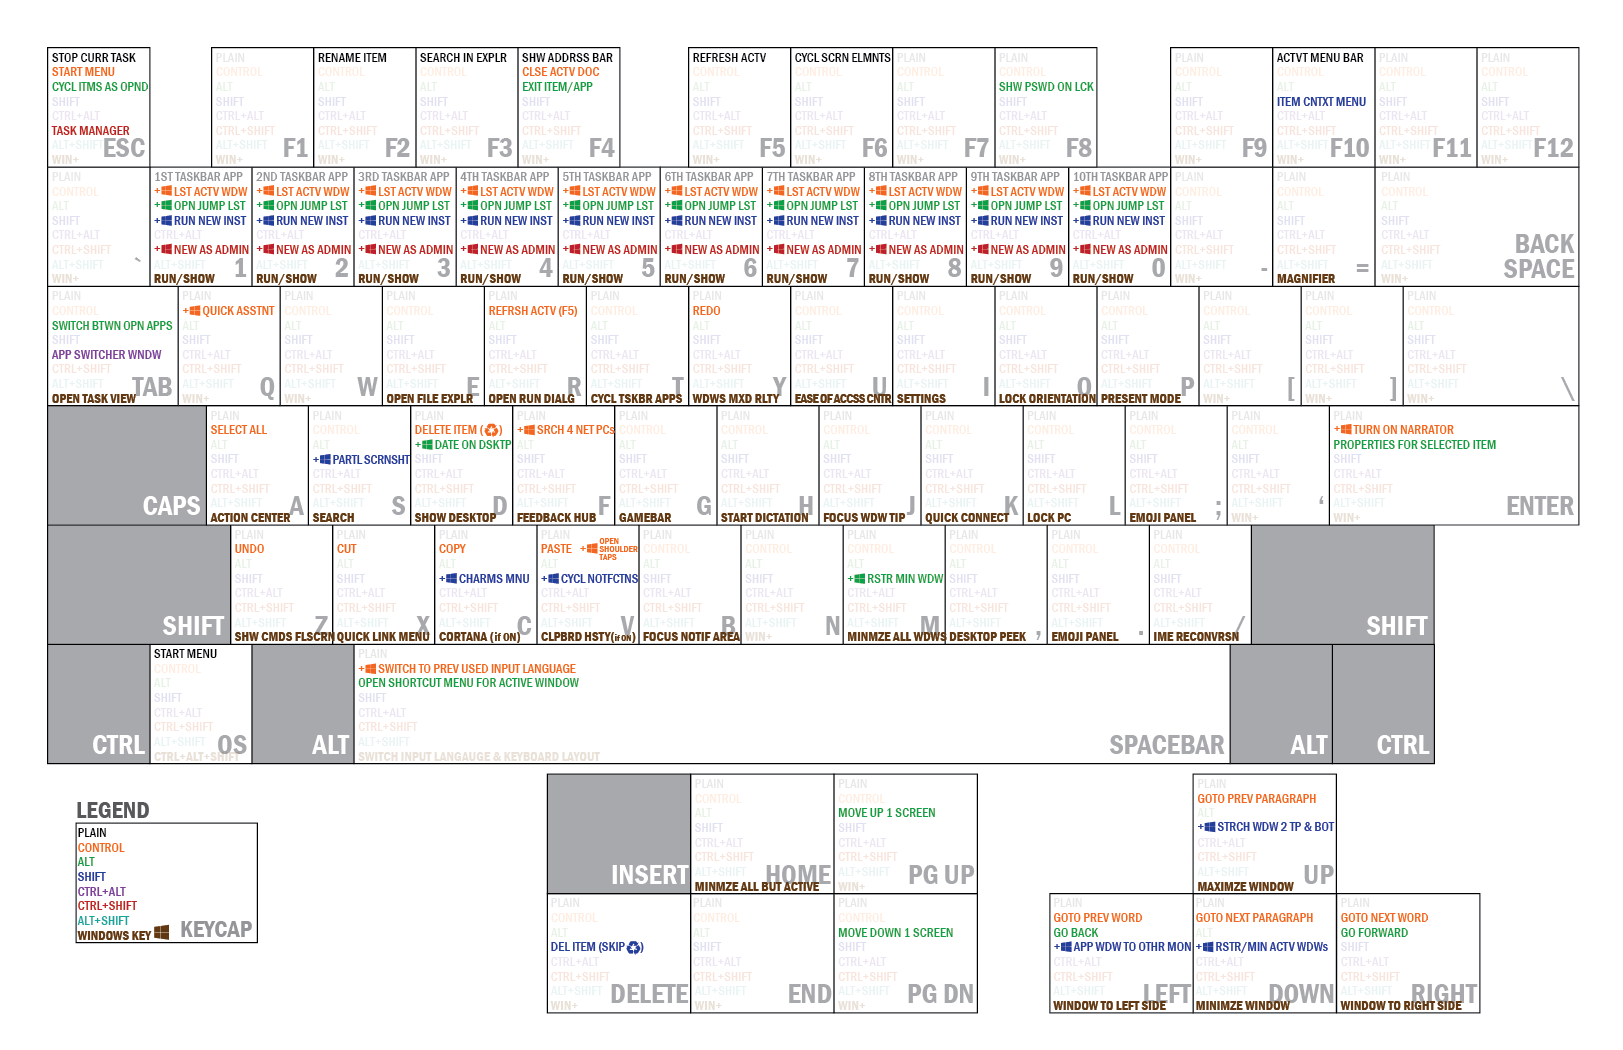 STOP CURR TASK
START MENU
CYCL ITMS AS OPND
SHIFT
CTRL+ALT
TASK MANAGER
ALT+SHIFT
WIN+
ESC
PLAIN
CONTROL
ALT
SHIFT
CTRL+ALT
CTRL+SHIFT
ALT+SHIFT
WIN+
F1
RENAME ITEM
CONTROL
ALT
SHIFT
CTRL+ALT
CTRL+SHIFT
ALT+SHIFT
WIN+
F2
SEARCH IN EXPLR
CONTROL
ALT
SHIFT
CTRL+ALT
CTRL+SHIFT
ALT+SHIFT
WIN+
F3
SHW ADDRSS BAR
CLSE ACTV DOC
EXIT ITEM/APP
SHIFT
CTRL+ALT
CTRL+SHIFT
ALT+SHIFT
WIN+
F4
REFRESH ACTV
CONTROL
ALT
SHIFT
CTRL+ALT
CTRL+SHIFT
ALT+SHIFT
WIN+
F5
CYCL SCRN ELMNTS
CONTROL
ALT
SHIFT
CTRL+ALT
CTRL+SHIFT
ALT+SHIFT
WIN+
F6
PLAIN
CONTROL
ALT
SHIFT
CTRL+ALT
CTRL+SHIFT
ALT+SHIFT
WIN+
F7
PLAIN
CONTROL
SHW PSWD ON LCK
SHIFT
CTRL+ALT
CTRL+SHIFT
ALT+SHIFT
WIN+
F8
PLAIN
CONTROL
ALT
SHIFT
CTRL+ALT
CTRL+SHIFT
ALT+SHIFT
WIN+
F9
ACTVT MENU BAR
CONTROL
ALT
ITEM CNTXT MENU
CTRL+ALT
CTRL+SHIFT
ALT+SHIFT
WIN+
F10
PLAIN
CONTROL
ALT
SHIFT
CTRL+ALT
CTRL+SHIFT
ALT+SHIFT
WIN+
F11
PLAIN
CONTROL
ALT
SHIFT
CTRL+ALT
CTRL+SHIFT
ALT+SHIFT
WIN+
F12
PLAIN
CONTROL
ALT
SHIFT
CTRL+ALT
CTRL+SHIFT
ALT+SHIFT
WIN+
`
1ST TASKBAR APP
+ LST ACTV WDW
+ OPN JUMP LST
+ RUN NEW INST
CTRL+ALT
+ NEW AS ADMIN
ALT+SHIFT
RUN/SHOW
1
2ND TASKBAR APP
+ LST ACTV WDW
+ OPN JUMP LST
+ RUN NEW INST
CTRL+ALT
+ NEW AS ADMIN
ALT+SHIFT
RUN/SHOW
2
3RD TASKBAR APP
+ LST ACTV WDW
+ OPN JUMP LST
+ RUN NEW INST
CTRL+ALT
+ NEW AS ADMIN
ALT+SHIFT
RUN/SHOW
3
4TH TASKBAR APP
+ LST ACTV WDW
+ OPN JUMP LST
+ RUN NEW INST
CTRL+ALT
+ NEW AS ADMIN
ALT+SHIFT
RUN/SHOW
4
5TH TASKBAR APP
+ LST ACTV WDW
+ OPN JUMP LST
+ RUN NEW INST
CTRL+ALT
+ NEW AS ADMIN
ALT+SHIFT
RUN/SHOW
5
6TH TASKBAR APP
+ LST ACTV WDW
+ OPN JUMP LST
+ RUN NEW INST
CTRL+ALT
+ NEW AS ADMIN
ALT+SHIFT
RUN/SHOW
6
7TH TASKBAR APP
+ LST ACTV WDW
+ OPN JUMP LST
+ RUN NEW INST
CTRL+ALT
+ NEW AS ADMIN
ALT+SHIFT
RUN/SHOW
7
8TH TASKBAR APP
+ LST ACTV WDW
+ OPN JUMP LST
+ RUN NEW INST
CTRL+ALT
+ NEW AS ADMIN
ALT+SHIFT
RUN/SHOW
8
9TH TASKBAR APP
+ LST ACTV WDW
+ OPN JUMP LST
+ RUN NEW INST
CTRL+ALT
+ NEW AS ADMIN
ALT+SHIFT
RUN/SHOW
9
10TH TASKBAR APP
+ LST ACTV WDW
+ OPN JUMP LST
+ RUN NEW INST
CTRL+ALT
+ NEW AS ADMIN
ALT+SHIFT
RUN/SHOW
0
PLAIN
CONTROL
ALT
SHIFT
CTRL+ALT
CTRL+SHIFT
ALT+SHIFT
WIN+
-
PLAIN
CONTROL
ALT
SHIFT
CTRL+ALT
CTRL+SHIFT
ALT+SHIFT
MAGNIFIER
=
PLAIN
CONTROL
ALT
SHIFT
CTRL+ALT
CTRL+SHIFT
ALT+SHIFT
WIN+
BACK
SPACE
PLAIN
CONTROL
SWITCH BTWN OPN APPS
SHIFT
APP SWITCHER WNDW
CTRL+SHIFT
ALT+SHIFT
OPEN TASK VIEW
TAB
PLAIN
+ QUICK ASSTNT
ALT
SHIFT
CTRL+ALT
CTRL+SHIFT
ALT+SHIFT
WIN+
Q
PLAIN
CONTROL
ALT
SHIFT
CTRL+ALT
CTRL+SHIFT
ALT+SHIFT
WIN+
W
PLAIN
CONTROL
ALT
SHIFT
CTRL+ALT
CTRL+SHIFT
ALT+SHIFT
OPEN FILE EXPLR
E
PLAIN
REFRSH ACTV (F5)
ALT
SHIFT
CTRL+ALT
CTRL+SHIFT
ALT+SHIFT
OPEN RUN DIALG
R
PLAIN
CONTROL
ALT
SHIFT
CTRL+ALT
CTRL+SHIFT
ALT+SHIFT
CYCL TSKBR APPS
T
PLAIN
REDO
ALT
SHIFT
CTRL+ALT
CTRL+SHIFT
ALT+SHIFT
WDWS MXD RLTY
Y
PLAIN
CONTROL
ALT
SHIFT
CTRL+ALT
CTRL+SHIFT
ALT+SHIFT
EASE OF ACCSS CNTR
U
PLAIN
CONTROL
ALT
SHIFT
CTRL+ALT
CTRL+SHIFT
ALT+SHIFT
SETTINGS
I
PLAIN
CONTROL
ALT
SHIFT
CTRL+ALT
CTRL+SHIFT
ALT+SHIFT
LOCK ORIENTATION
O
PLAIN
CONTROL
ALT
SHIFT
CTRL+ALT
CTRL+SHIFT
ALT+SHIFT
PRESENT MODE
P
PLAIN
CONTROL
ALT
SHIFT
CTRL+ALT
CTRL+SHIFT
ALT+SHIFT
WIN+
[
PLAIN
CONTROL
ALT
SHIFT
CTRL+ALT
CTRL+SHIFT
ALT+SHIFT
WIN+
]
PLAIN
CONTROL
ALT
SHIFT
CTRL+ALT
CTRL+SHIFT
ALT+SHIFT
WIN+
\
CAPS
PLAIN
SELECT ALL
ALT
SHIFT
CTRL+ALT
CTRL+SHIFT
ALT+SHIFT
ACTION CENTER
A
PLAIN
CONTROL
ALT
+ PARTL SCRNSHT
CTRL+ALT
CTRL+SHIFT
ALT+SHIFT
SEARCH
S
PLAIN
DELETE ITEM (♻)
+ DATE ON DSKTP
SHIFT
CTRL+ALT
CTRL+SHIFT
ALT+SHIFT
SHOW DESKTOP
D
PLAIN
+ SRCH 4 NET PCs
ALT
SHIFT
CTRL+ALT
CTRL+SHIFT
ALT+SHIFT
FEEDBACK HUB
F
PLAIN
CONTROL
ALT
SHIFT
CTRL+ALT
CTRL+SHIFT
ALT+SHIFT
GAMEBAR
G
PLAIN
CONTROL
ALT
SHIFT
CTRL+ALT
CTRL+SHIFT
ALT+SHIFT
START DICTATION
H
PLAIN
CONTROL
ALT
SHIFT
CTRL+ALT
CTRL+SHIFT
ALT+SHIFT
FOCUS WDW TIP
J
PLAIN
CONTROL
ALT
SHIFT
CTRL+ALT
CTRL+SHIFT
ALT+SHIFT
QUICK CONNECT
K
PLAIN
CONTROL
ALT
SHIFT
CTRL+ALT
CTRL+SHIFT
ALT+SHIFT
LOCK PC
L
PLAIN
CONTROL
ALT
SHIFT
CTRL+ALT
CTRL+SHIFT
ALT+SHIFT
EMOJI PANEL
;
PLAIN
CONTROL
ALT
SHIFT
CTRL+ALT
CTRL+SHIFT
ALT+SHIFT
WIN+
‘
PLAIN
+ TURN ON NARRATOR
PROPERTIES FOR SELECTED ITEM
SHIFT
CTRL+ALT
CTRL+SHIFT
ALT+SHIFT
WIN+
ENTER
SHIFT
PLAIN
UNDO
ALT
SHIFT
CTRL+ALT
CTRL+SHIFT
ALT+SHIFT
SHW CMDS FLSCRN
Z
PLAIN
CUT
ALT
SHIFT
CTRL+ALT
CTRL+SHIFT
ALT+SHIFT
QUICK LINK MENU
X
PLAIN
COPY
ALT
+ CHARMS MNU
CTRL+ALT
CTRL+SHIFT
ALT+SHIFT
CORTANA (if ON)
C
PLAIN
PASTE + OPEN
SHOULDER
TAPS
ALT
+ CYCL NOTFCTNS
CTRL+ALT
CTRL+SHIFT
ALT+SHIFT
CLPBRD HSTY(if ON)
V
PLAIN
CONTROL
ALT
SHIFT
CTRL+ALT
CTRL+SHIFT
ALT+SHIFT
FOCUS NOTIF AREA
B
PLAIN
CONTROL
ALT
SHIFT
CTRL+ALT
CTRL+SHIFT
ALT+SHIFT
WIN+
N
PLAIN
CONTROL
ALT
+ RSTR MIN WDW
CTRL+ALT
CTRL+SHIFT
ALT+SHIFT
MINMZE ALL WDWS
M
PLAIN
CONTROL
ALT
SHIFT
CTRL+ALT
CTRL+SHIFT
ALT+SHIFT
DESKTOP PEEK
,
PLAIN
CONTROL
ALT
SHIFT
CTRL+ALT
CTRL+SHIFT
ALT+SHIFT
EMOJI PANEL
.
PLAIN
CONTROL
ALT
SHIFT
CTRL+ALT
CTRL+SHIFT
ALT+SHIFT
IME RECONVRSN
/
SHIFT
CTRL
START MENU
CONTROL
ALT
SHIFT
CTRL+ALT
CTRL+SHIFT
ALT+SHIFT
CTRL+ALT+SHIFT
OS
ALT
PLAIN
+ SWITCH TO PREV USED INPUT LANGUAGE
OPEN SHORTCUT MENU FOR ACTIVE WINDOW
SHIFT
CTRL+ALT
CTRL+SHIFT
ALT+SHIFT
SWITCH INPUT LANGAUGE & KEYBOARD LAYOUT
SPACEBAR
ALT
CTRL
LEGEND
PLAIN
CONTROL
ALT
SHIFT
CTRL+ALT
CTRL+SHIFT
ALT+SHIFT
WINDOWS KEY
KEYCAP
INSERT
PLAIN
CONTROL
ALT
SHIFT
CTRL+ALT
CTRL+SHIFT
ALT+SHIFT
MINMZE ALL BUT ACTIVE
HOME
PLAIN
CONTROL
MOVE UP 1 SCREEN
SHIFT
CTRL+ALT
CTRL+SHIFT
ALT+SHIFT
WIN+
PG UP
PLAIN
GOTO PREV PARAGRAPH
ALT
+ STRCH WDW 2 TP & BOT
CTRL+ALT
CTRL+SHIFT
ALT+SHIFT
MAXIMZE WINDOW
UP
PLAIN
CONTROL
ALT
DEL ITEM (SKIP ♻)
CTRL+ALT
CTRL+SHIFT
ALT+SHIFT
WIN+
DELETE
PLAIN
CONTROL
ALT
SHIFT
CTRL+ALT
CTRL+SHIFT
ALT+SHIFT
WIN+
END
PLAIN
CONTROL
MOVE DOWN 1 SCREEN
SHIFT
CTRL+ALT
CTRL+SHIFT
ALT+SHIFT
WIN+
PG DN
PLAIN
GOTO PREV WORD
GO BACK
+ APP WDW TO OTHR MON
CTRL+ALT
CTRL+SHIFT
ALT+SHIFT
WINDOW TO LEFT SIDE
LEFT
PLAIN
GOTO NEXT PARAGRAPH
ALT
+ RSTR/MIN ACTV WDWs
CTRL+ALT
CTRL+SHIFT
ALT+SHIFT
MINIMZE WINDOW
DOWN
PLAIN
GOTO NEXT WORD
GO FORWARD
SHIFT
CTRL+ALT
CTRL+SHIFT
ALT+SHIFT
WINDOW TO RIGHT SIDE
RIGHT